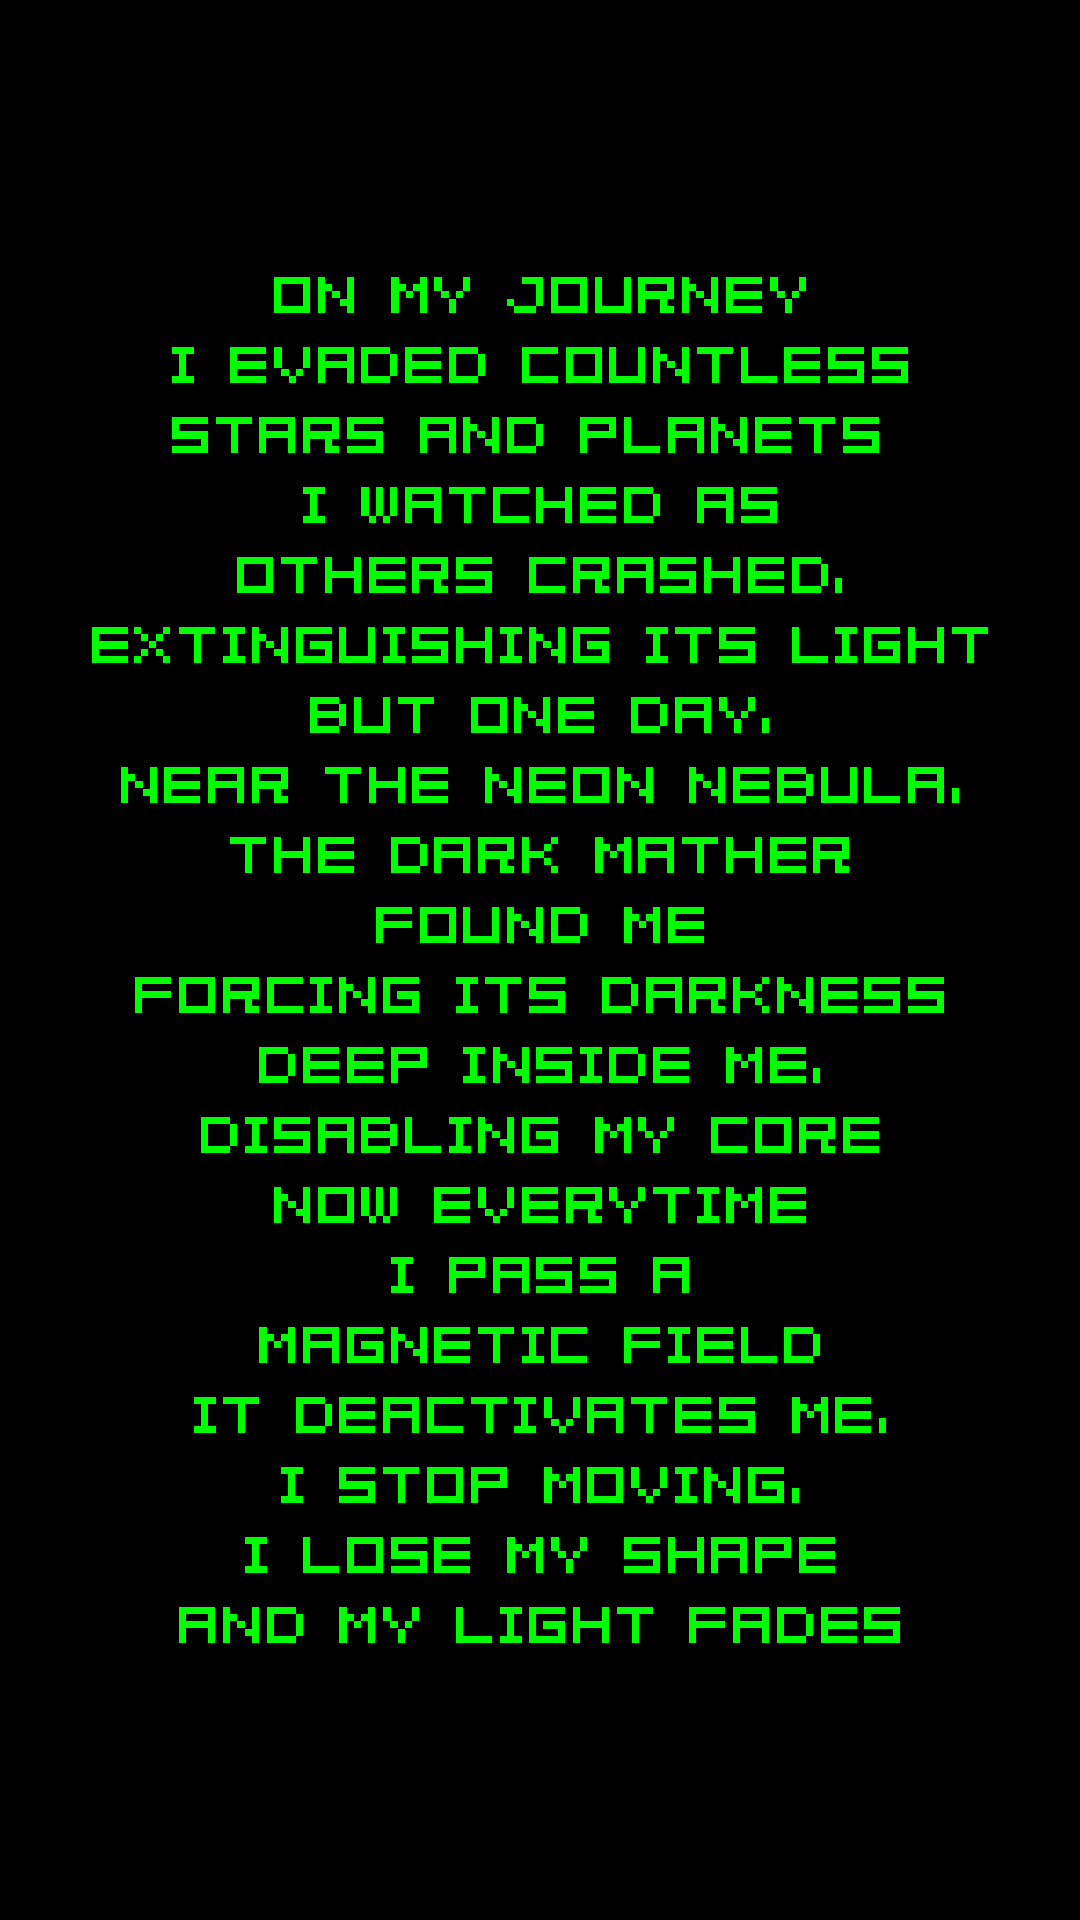 ON MY JOURNEY
I EVADED COUNTLESS
STARS AND PLANETS
I WATCHED AS
OTHERS CRASHED,
EXTINGUISHING ITS LIGHT
BUT ONE DAY,
NEAR THE NEON NEBULA,
THE DARK MATHER
FOUND ME
FORCING ITS DARKNESS
DEEP INSIDE ME,
DISABLING MY CORE
NOW EVERYTIME
I PASS A
MAGNETIC FIELD
IT DEACTIVATES ME,
I STOP MOVING,
I LOSE MY SHAPE
AND MY LIGHT FADES